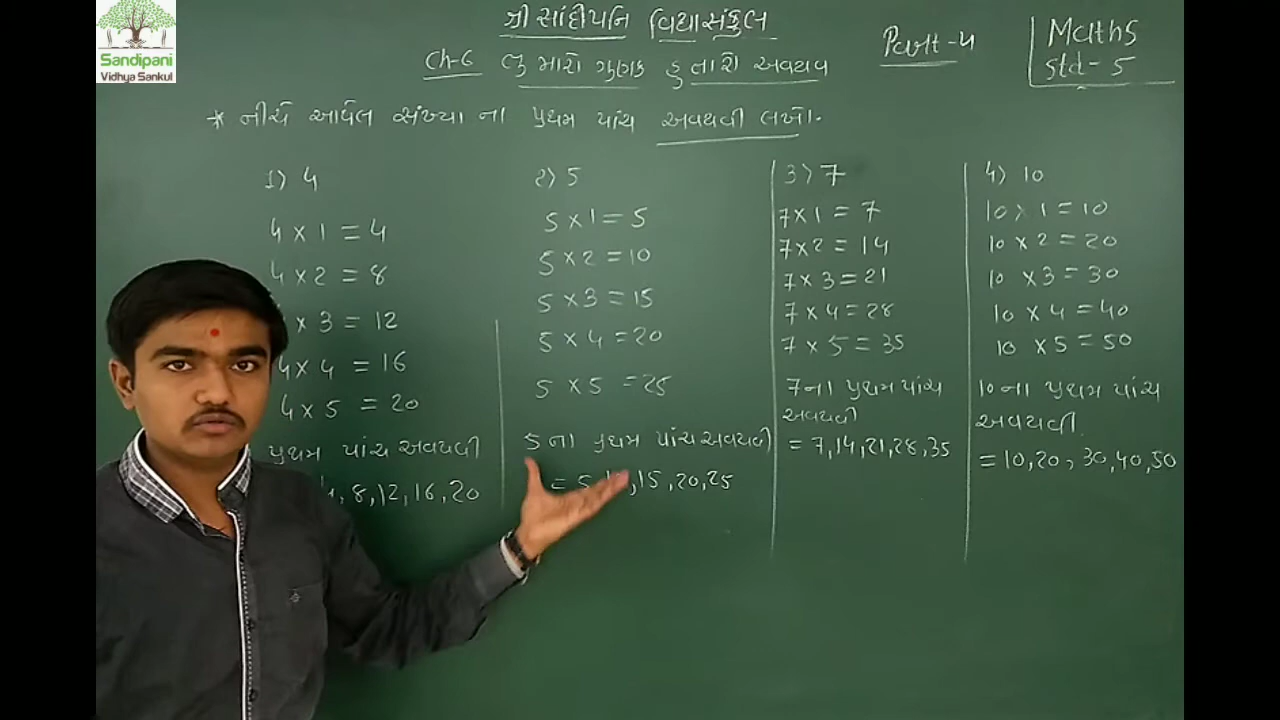 Sandipani
Vidhya Sankul
શ્રી સાંદીપનિ વિદ્યાસંકુલ
Part-4
Maths
Std-5
Ch-6 હું મારો ગુણક તું તારો અવયવ
* નીચે આપેલ સંખ્યા ના પ્રથમ પાંચ અવયવી લખો.
1) 4
4 × 1 = 4
4 × 2 = 8
× 3 = 12
4 × 4 = 16
4 × 5 = 20
પ્રથમ પાંચ અવયવી
4, 8, 12, 16, 20
2) 5
5 × 1 = 5
5 × 2 = 10
5 × 3 = 15
5 × 4 = 20
5 × 5 = 25
5 ના પ્રથમ પાંચ અવયવી
= 5, 10, 15, 20, 25
3) 7
7 × 1 = 7
7 × 2 = 14
7 × 3 = 21
7 × 4 = 28
7 × 5 = 35
7 ના પ્રથમ પાંચ
અવયવી
= 7, 14, 21, 28, 35
4) 10
10 × 1 = 10
10 × 2 = 20
10 × 3 = 30
10 × 4 = 40
10 × 5 = 50
10 ના પ્રથમ પાંચ
અવયવી
= 10, 20, 30, 40, 50